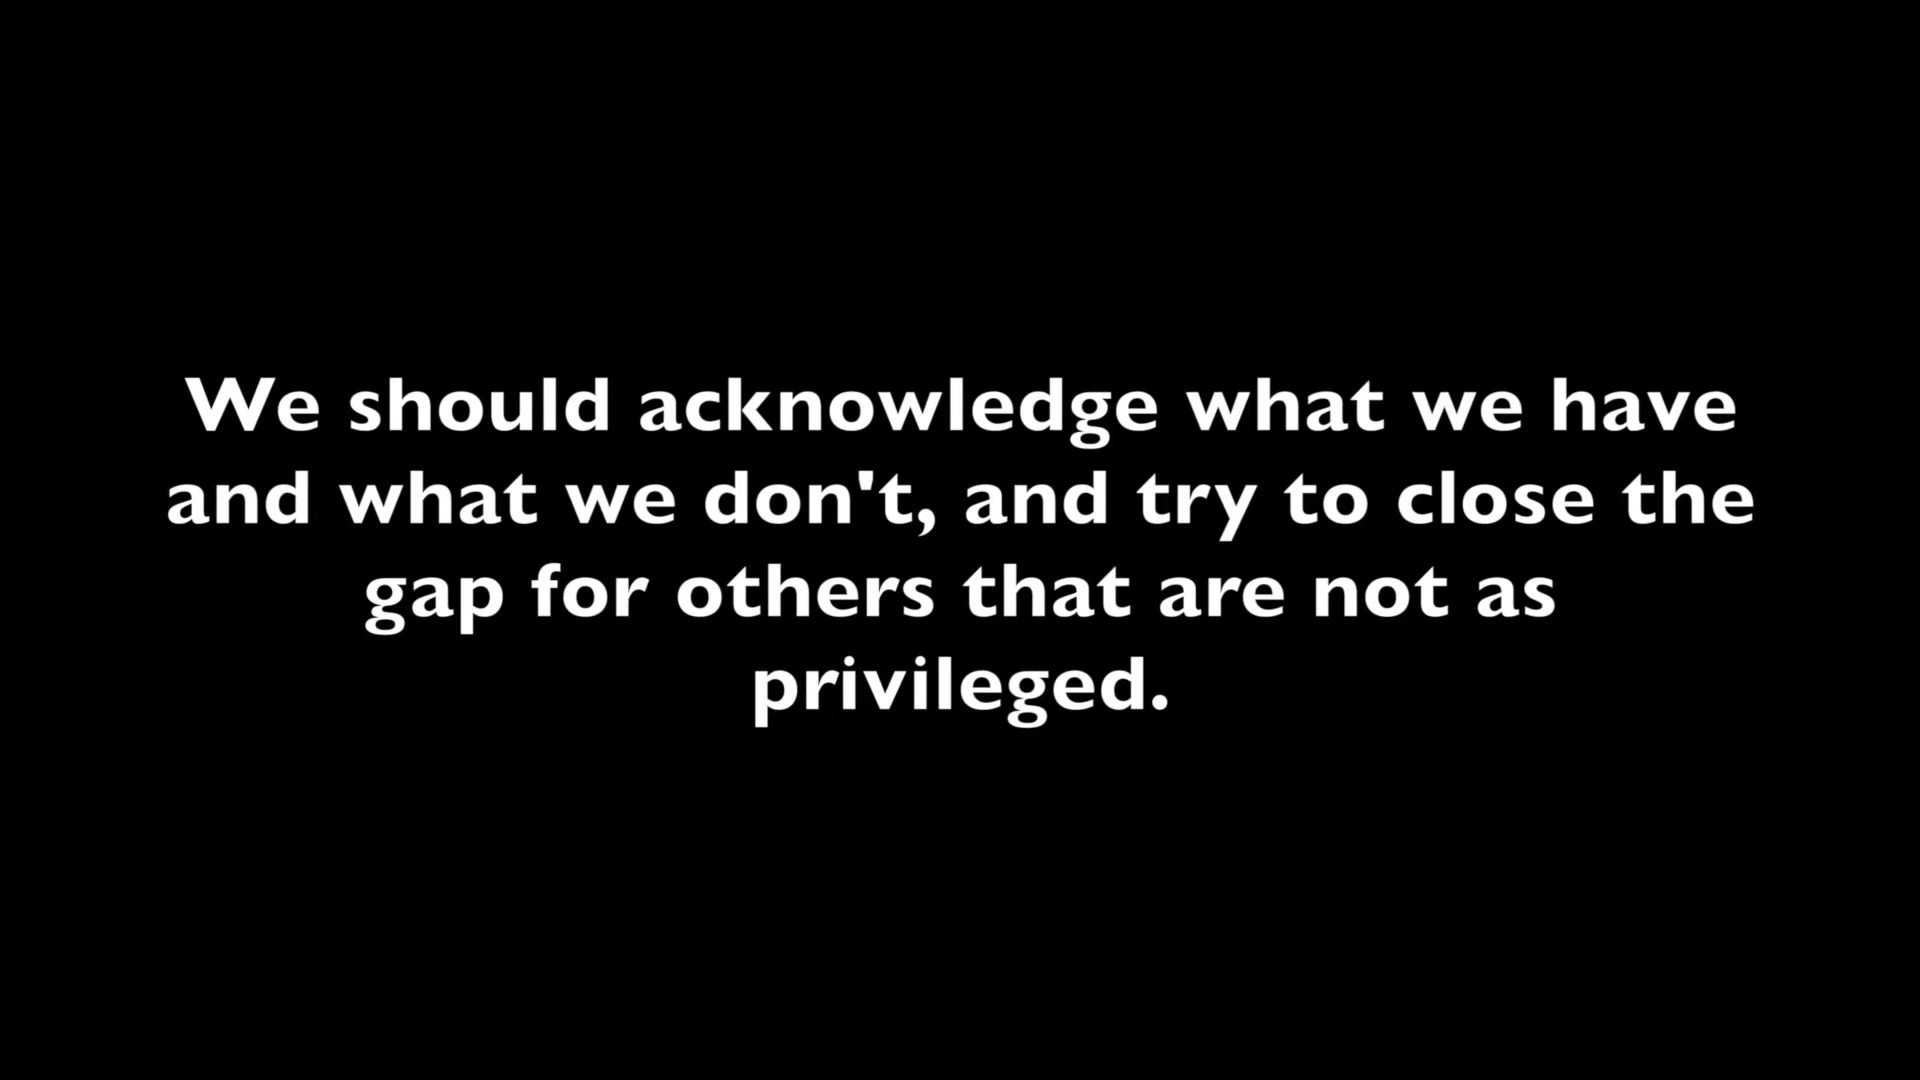 We should acknowledge what we have
and what we don't, and try to close the
gap for others that are not as
privileged.